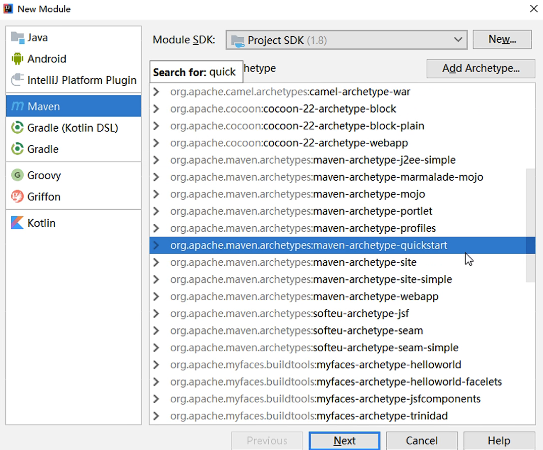 New Module
Java
Android
IntelliJ Platform Plugin
Maven
Gradle (Kotlin DSL)
Gradle
Groovy
Griffon
Kotlin
Module SDK: Project SDK (1.8) New...
Search for: quick hetype Add Archetype...
org.apache.camel.archetypes:camel-archetype-war
org.apache.cocoon:cocoon-22-archetype-block
org.apache.cocoon:cocoon-22-archetype-block-plain
org.apache.cocoon:cocoon-22-archetype-webapp
org.apache.maven.archetypes:maven-archetype-j2ee-simple
org.apache.maven.archetypes:maven-archetype-marmalade-mojo
org.apache.maven.archetypes:maven-archetype-mojo
org.apache.maven.archetypes:maven-archetype-portlet
org.apache.maven.archetypes:maven-archetype-profiles
org.apache.maven.archetypes:maven-archetype-quickstart
org.apache.maven.archetypes:maven-archetype-site
org.apache.maven.archetypes:maven-archetype-site-simple
org.apache.maven.archetypes:maven-archetype-webapp
org.apache.maven.archetypes:softeu-archetype-jsf
org.apache.maven.archetypes:softeu-archetype-seam
org.apache.maven.archetypes:softeu-archetype-seam-simple
org.apache.myfaces.buildtools:myfaces-archetype-helloworld
org.apache.myfaces.buildtools:myfaces-archetype-helloworld-facelets
org.apache.myfaces.buildtools:myfaces-archetype-jsfcomponents
org.apache.myfaces.buildtools:myfaces-archetype-trinidad
Previous Next Cancel Help